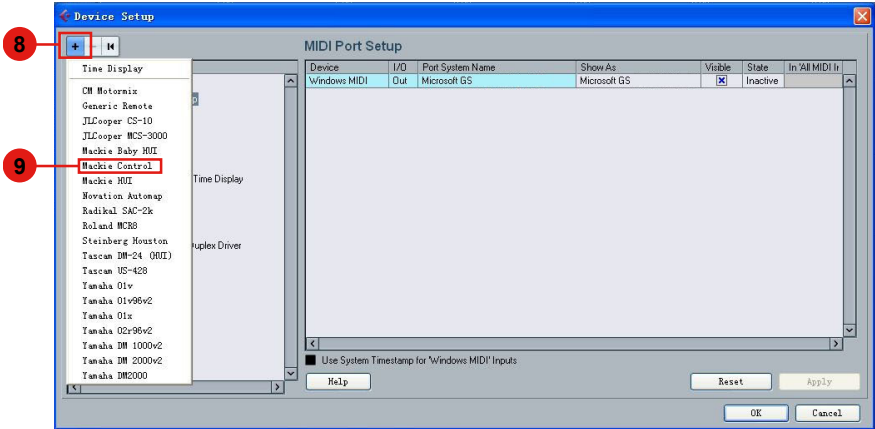 Device Setup
8
+ -
MIDI Port Setup
Device I/O Port System Name Show As Visible State In 'All MIDI Ir
Windows MIDI Out Microsoft GS Microsoft GS Inactive
Time Display
CM Motormix
Generic Remote
JLCooper CS-10
JLCooper MCS-3000
Mackie Baby HUI
9
Mackie Control
Mackie HUI
Time Display
Novation Automap
Radikal SAC-2k
Roland MCR8
Steinberg Houston
uplex Driver
Tascam DM-24 (HUI)
Tascam US-428
Yamaha 01v
Yamaha 01v96v2
Yamaha 01x
Yamaha 02r96v2
Yamaha DM 1000v2
Yamaha DM 2000v2
Yamaha DM2000
Use System Timestamp for 'Windows MIDI' Inputs
Help
Reset
Apply
OK
Cancel